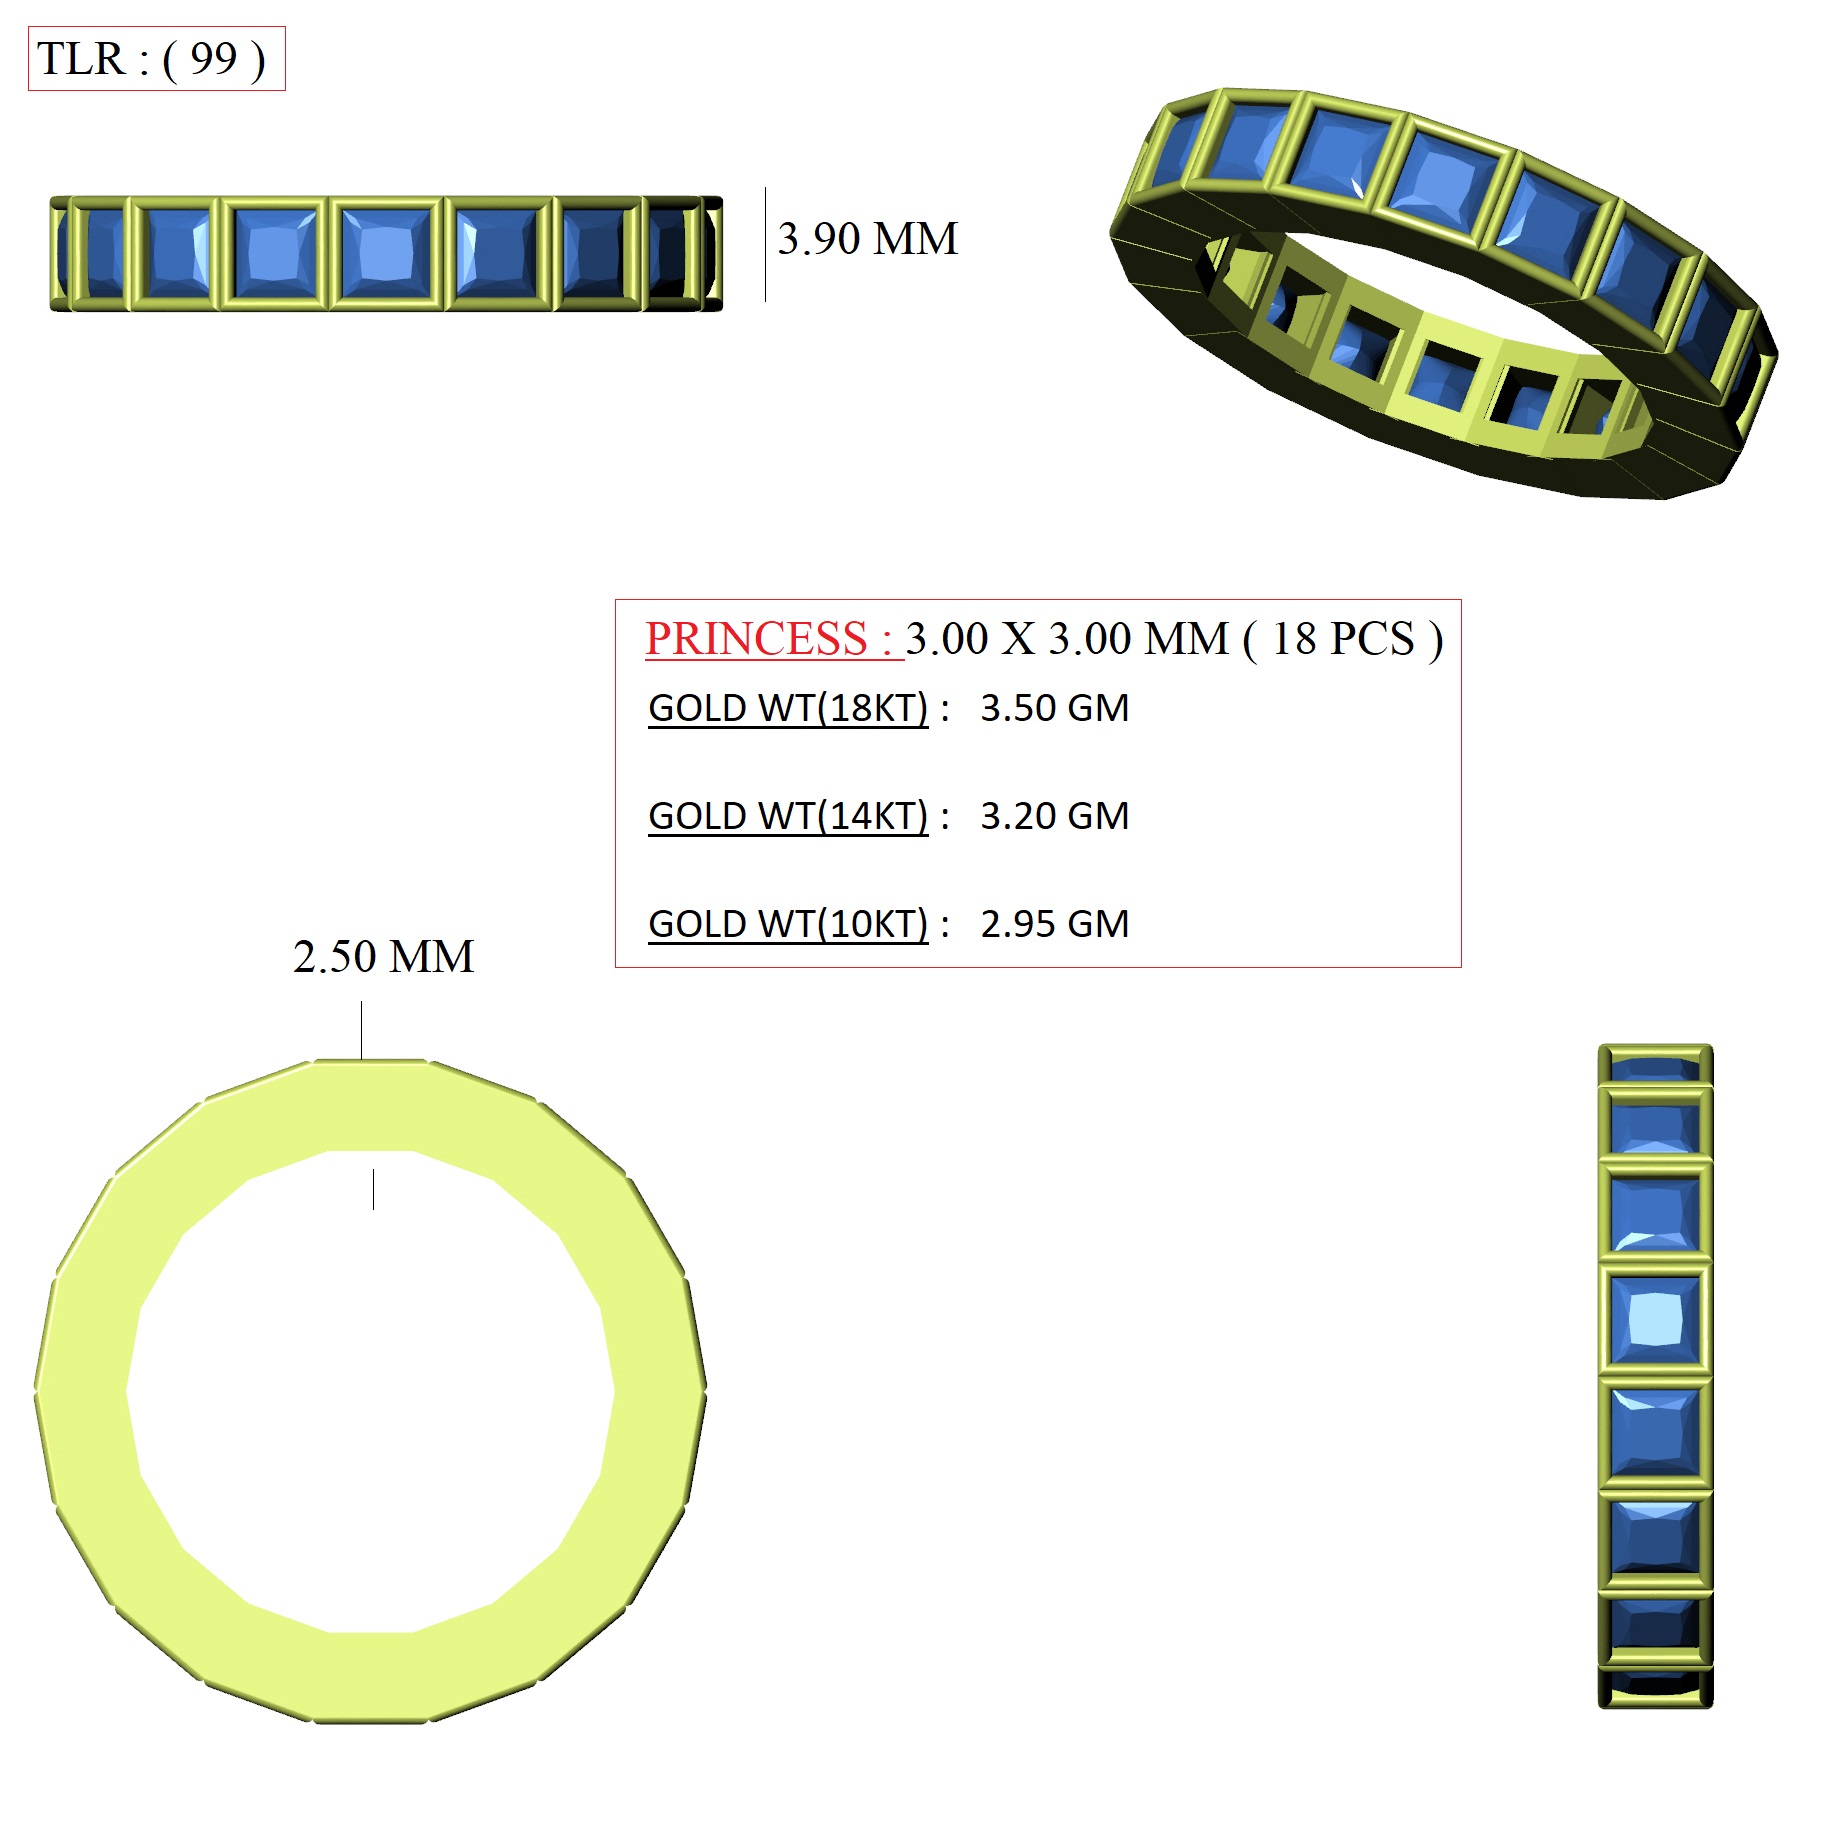 TLR : ( 99 )
3.90 MM
PRINCESS : 3.00 X 3.00 MM ( 18 PCS )
GOLD WT(18KT) : 3.50 GM
GOLD WT(14KT) : 3.20 GM
GOLD WT(10KT) : 2.95 GM
2.50 MM